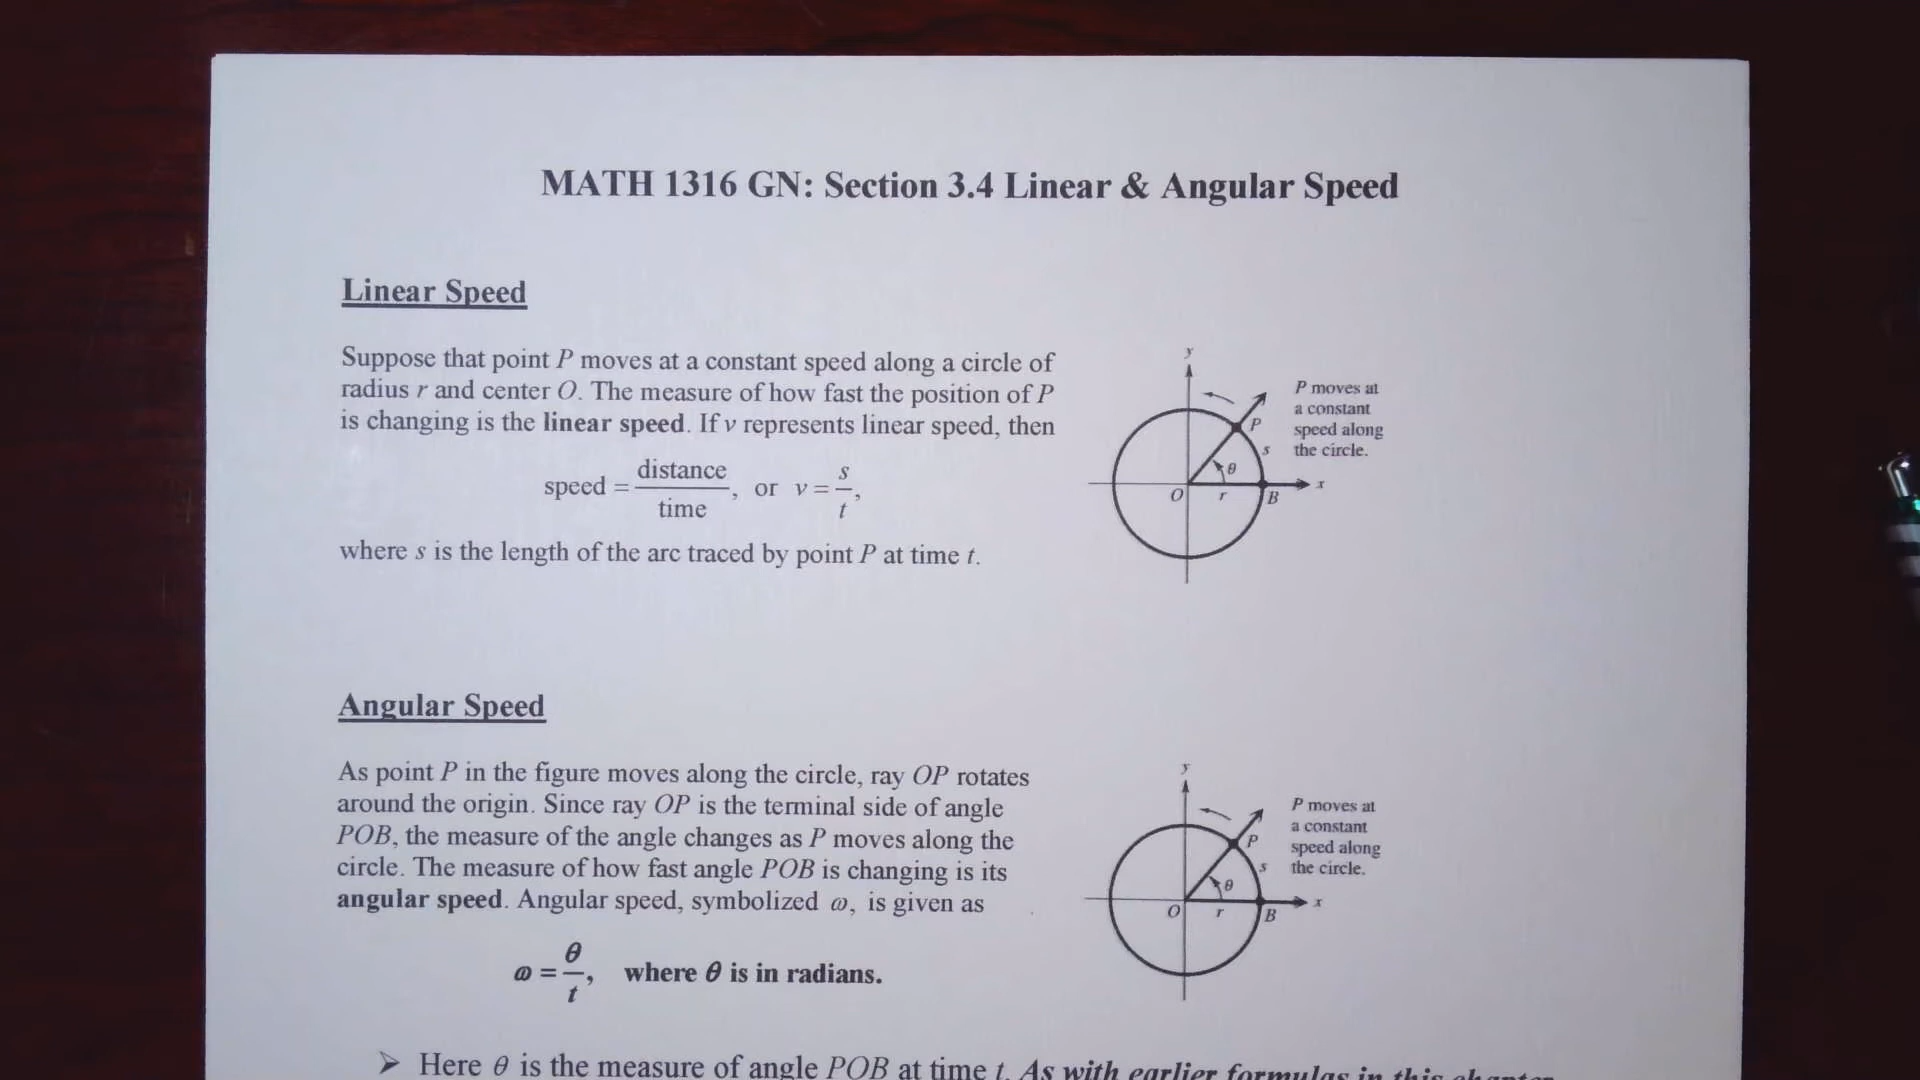 MATH 1316 GN: Section 3.4 Linear & Angular Speed
Linear Speed
Suppose that point P moves at a constant speed along a circle of
radius r and center O. The measure of how fast the position of P
is changing is the linear speed. If v represents linear speed, then
speed = distance/time, or v = s/t,
where s is the length of the arc traced by point P at time t.
y
P moves at
a constant
speed along
the circle.
P
s
θ
O
r
B
x
Angular Speed
As point P in the figure moves along the circle, ray OP rotates
around the origin. Since ray OP is the terminal side of angle
POB, the measure of the angle changes as P moves along the
circle. The measure of how fast angle POB is changing is its
angular speed. Angular speed, symbolized ω, is given as
ω = θ/t, where θ is in radians.
y
P moves at
a constant
speed along
the circle.
P
s
θ
O
r
B
x
➢ Here θ is the measure of angle POB at time t. As with earlier formulas in this chapter